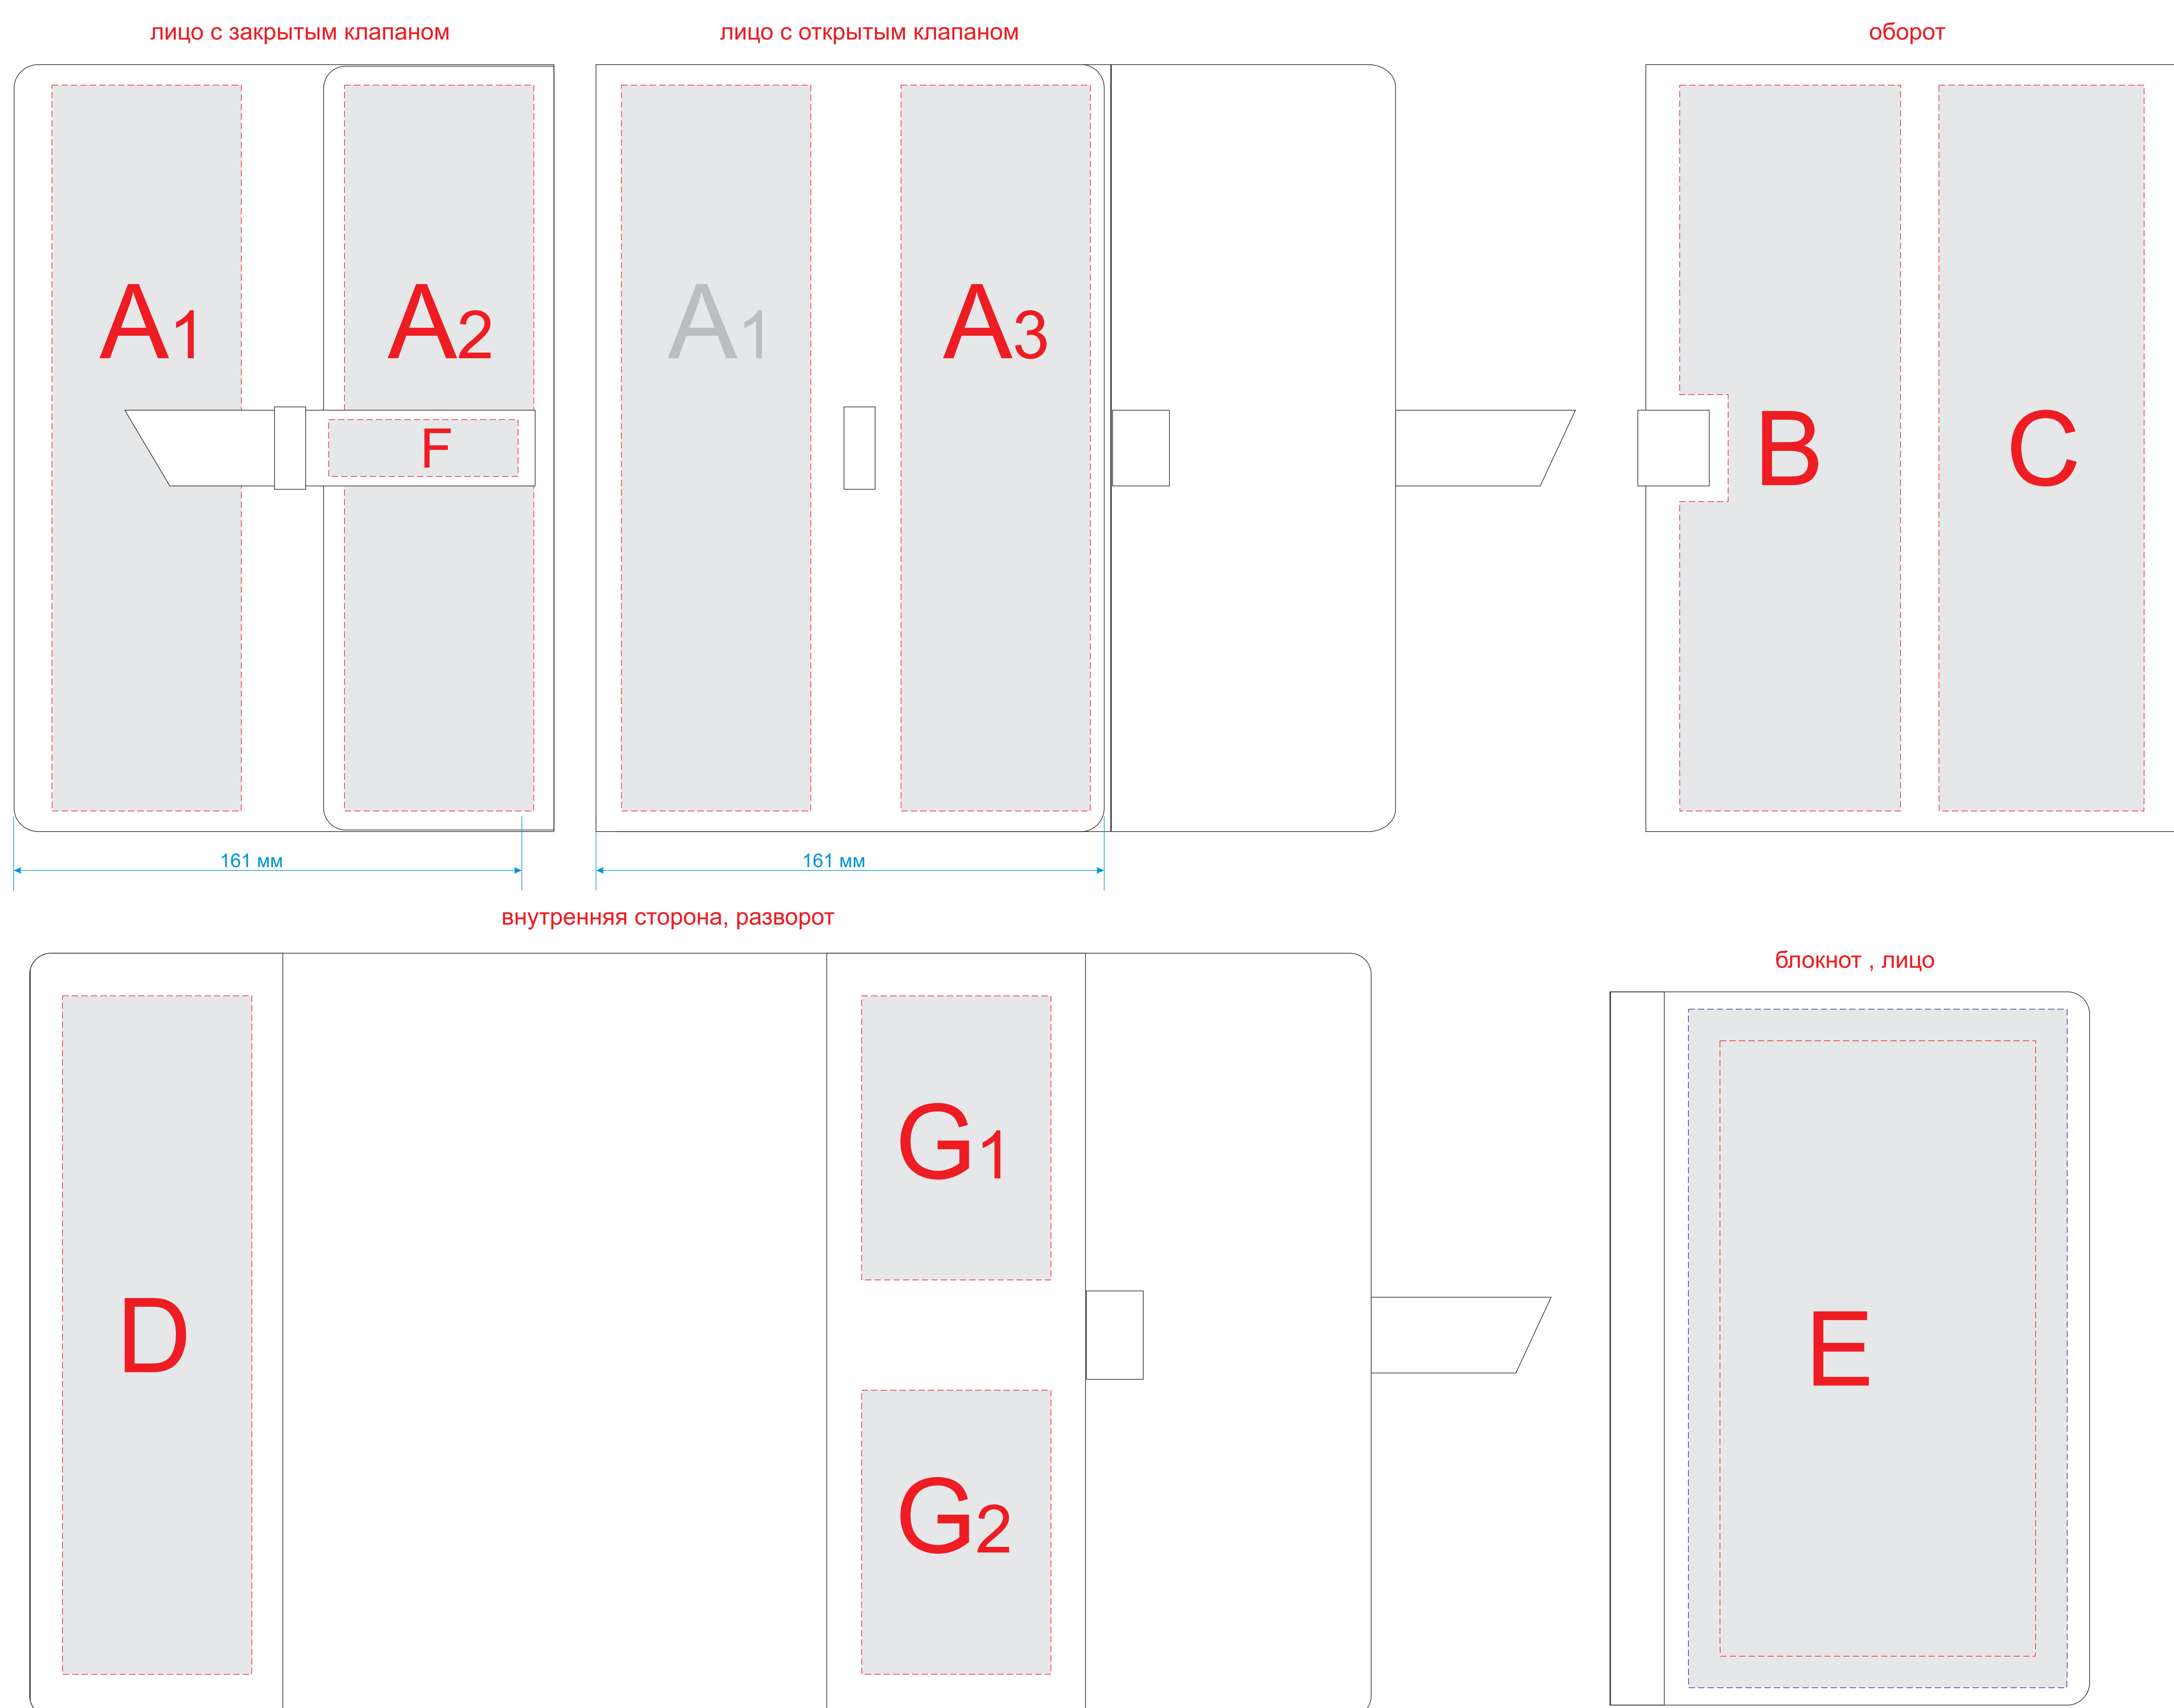 лицо с закрытым клапаном
лицо с открытым клапаном
оборот
A1
A2
A1
A3
F
B
C
161 мм
161 мм
внутренняя сторона, разворот
блокнот , лицо
G1
D
E
G2